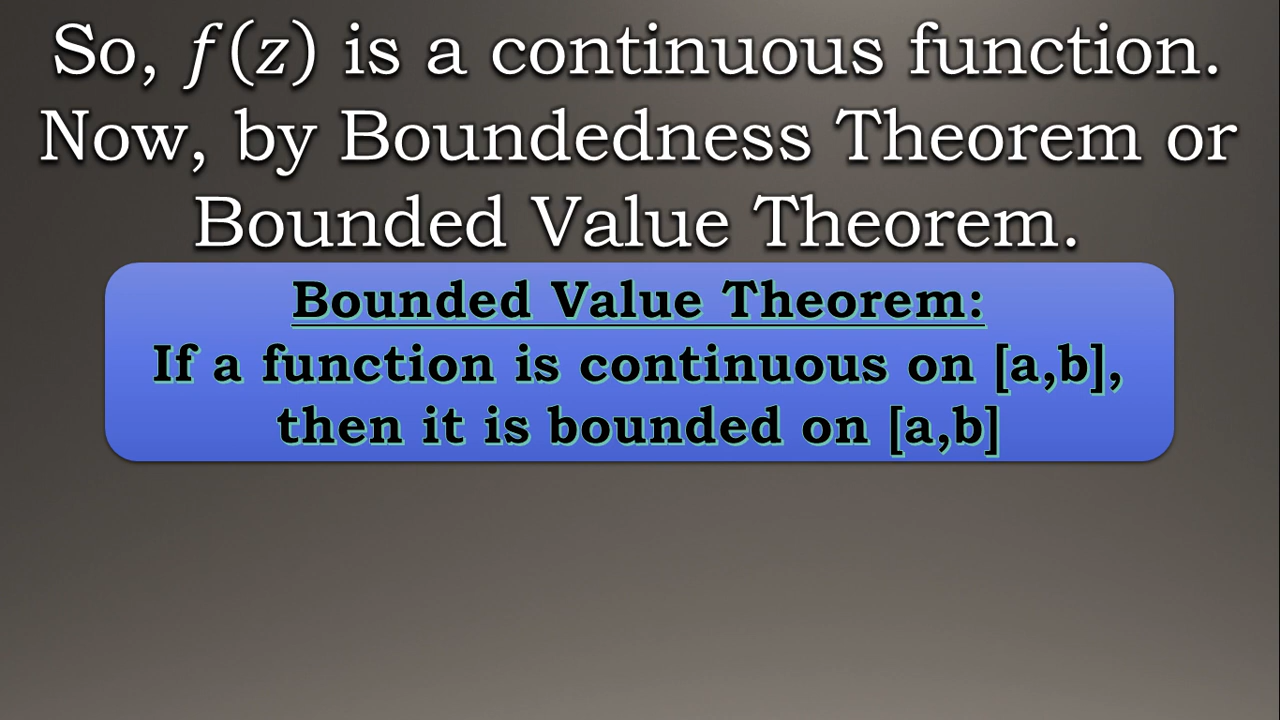 So, f(z) is a continuous function.
Now, by Boundedness Theorem or
Bounded Value Theorem.
Bounded Value Theorem:
If a function is continuous on [a,b],
then it is bounded on [a,b]